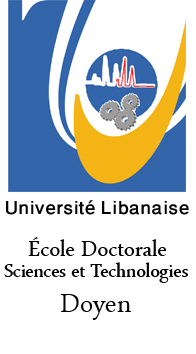 Université Libanaise
École Doctorale
Sciences et Technologies
Doyen